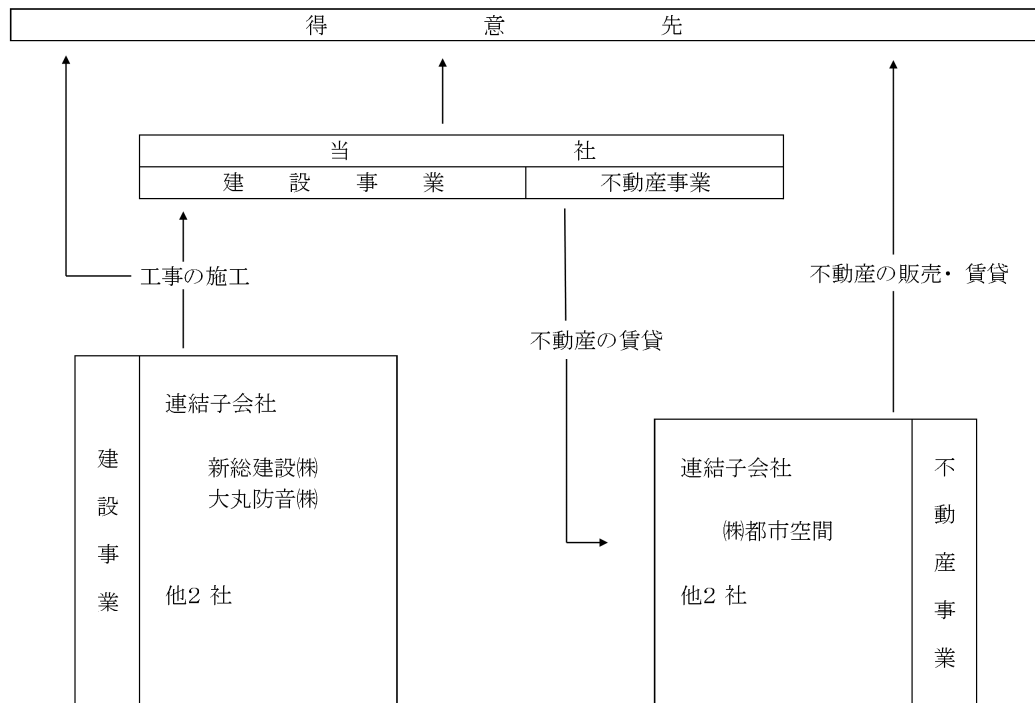 得意先
当社
建設事業 不動産事業
工事の施工
不動産の販売・賃貸
不動産の賃貸
建設事業
連結子会社
新総建設㈱
大丸防音㈱
他2 社
連結子会社
㈱都市空間
他2 社
不動産事業